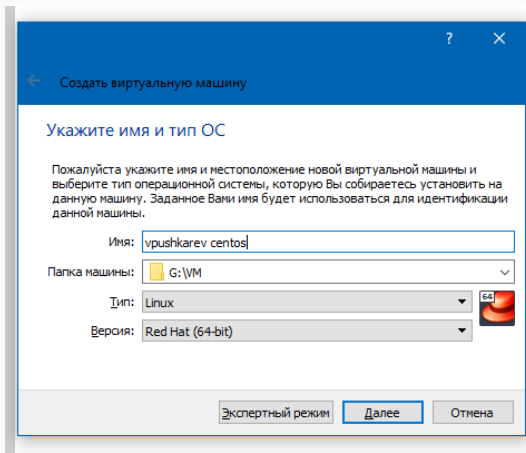 ?
Создать виртуальную машину
Укажите имя и тип ОС
Пожалуйста укажите имя и местоположение новой виртуальной машины и
выберите тип операционной системы, которую Вы собираетесь установить на
данную машину. Заданное Вами имя будет использоваться для идентификации
данной машины.
Имя: vpushkarev centos
Папка машины: G:\VM
Тип: Linux
64
Версия: Red Hat (64-bit)
Экспертный режим Далее Отмена